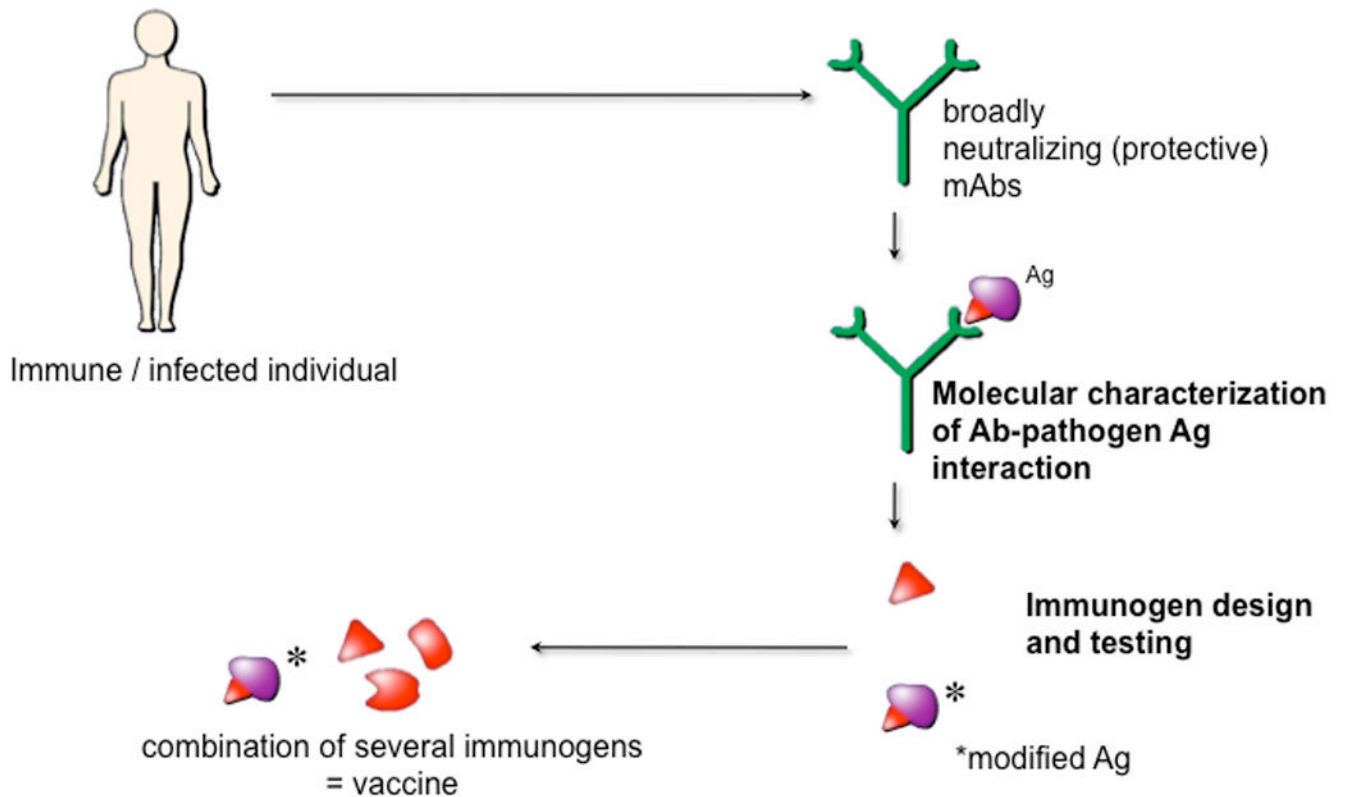 broadly
neutralizing (protective)
mAbs
Ag
Immune / infected individual
Molecular characterization
of Ab-pathogen Ag
interaction
Immunogen design
and testing
*
*
*modified Ag
combination of several immunogens
= vaccine